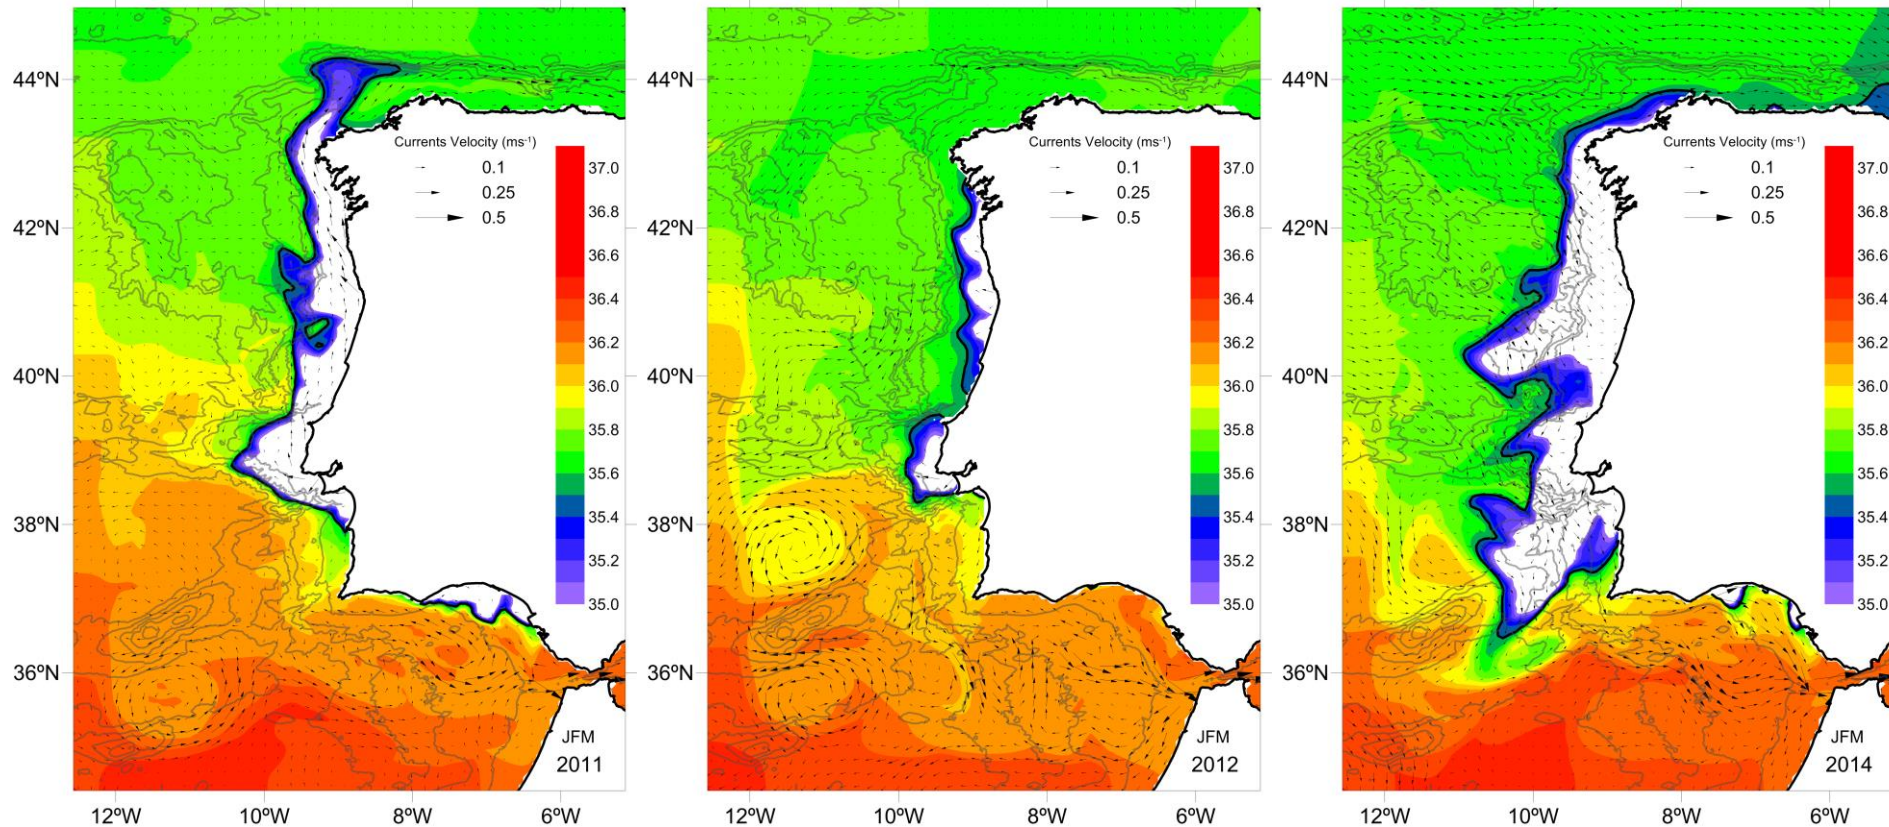 44ºN
42ºN
40ºN
38ºN
36ºN
12ºW
10ºW
8ºW
6ºW
Currents Velocity (ms⁻¹)
0.1
0.25
0.5
37.0
36.8
36.6
36.4
36.2
36.0
35.8
35.6
35.4
35.2
35.0
JFM
2011
44ºN
42ºN
40ºN
38ºN
36ºN
12ºW
10ºW
8ºW
6ºW
Currents Velocity (ms⁻¹)
0.1
0.25
0.5
37.0
36.8
36.6
36.4
36.2
36.0
35.8
35.6
35.4
35.2
35.0
JFM
2012
44ºN
42ºN
40ºN
38ºN
36ºN
12ºW
10ºW
8ºW
6ºW
Currents Velocity (ms⁻¹)
0.1
0.25
0.5
37.0
36.8
36.6
36.4
36.2
36.0
35.8
35.6
35.4
35.2
35.0
JFM
2014